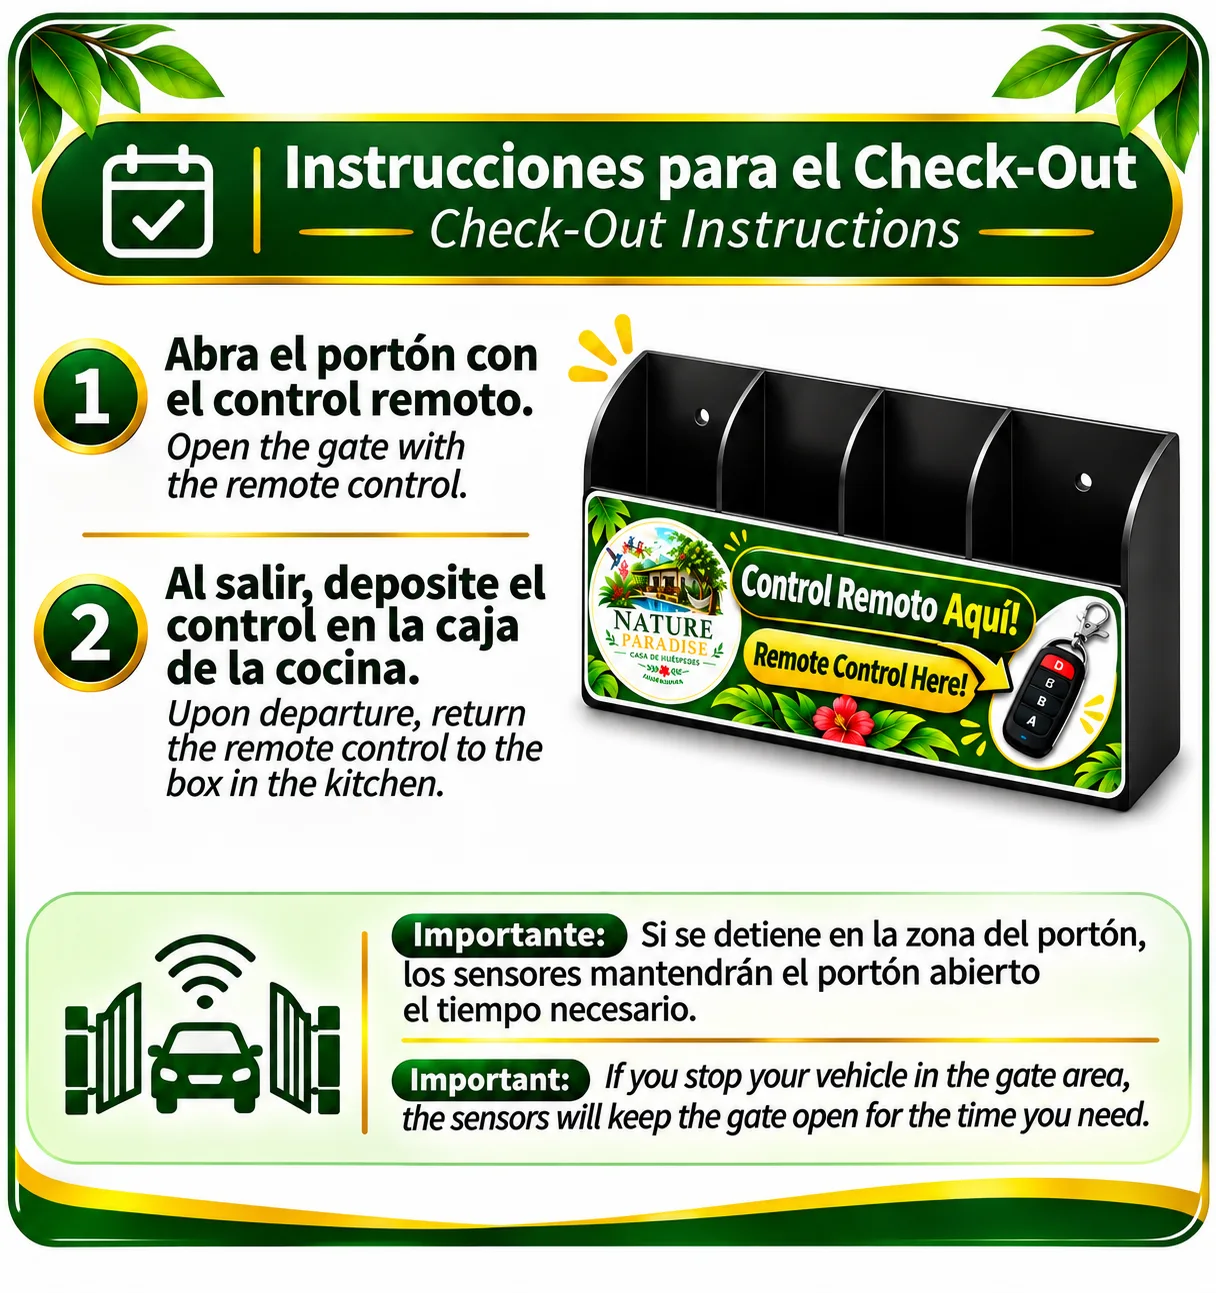 Instrucciones para el Check-Out
Check-Out Instructions
1
Abra el portón con
el control remoto.
Open the gate with
the remote control.
2
Al salir, deposite el
control en la caja
de la cocina.
Upon departure, return
the remote control to the
box in the kitchen.
NATURE
PARADISE
CASA DE HUÉSPEDES
Control Remoto Aquí!
Remote Control Here!
D
B
B
A
Importante: Si se detiene en la zona del portón,
los sensores mantendrán el portón abierto
el tiempo necesario.
Important: If you stop your vehicle in the gate area,
the sensors will keep the gate open for the time you need.